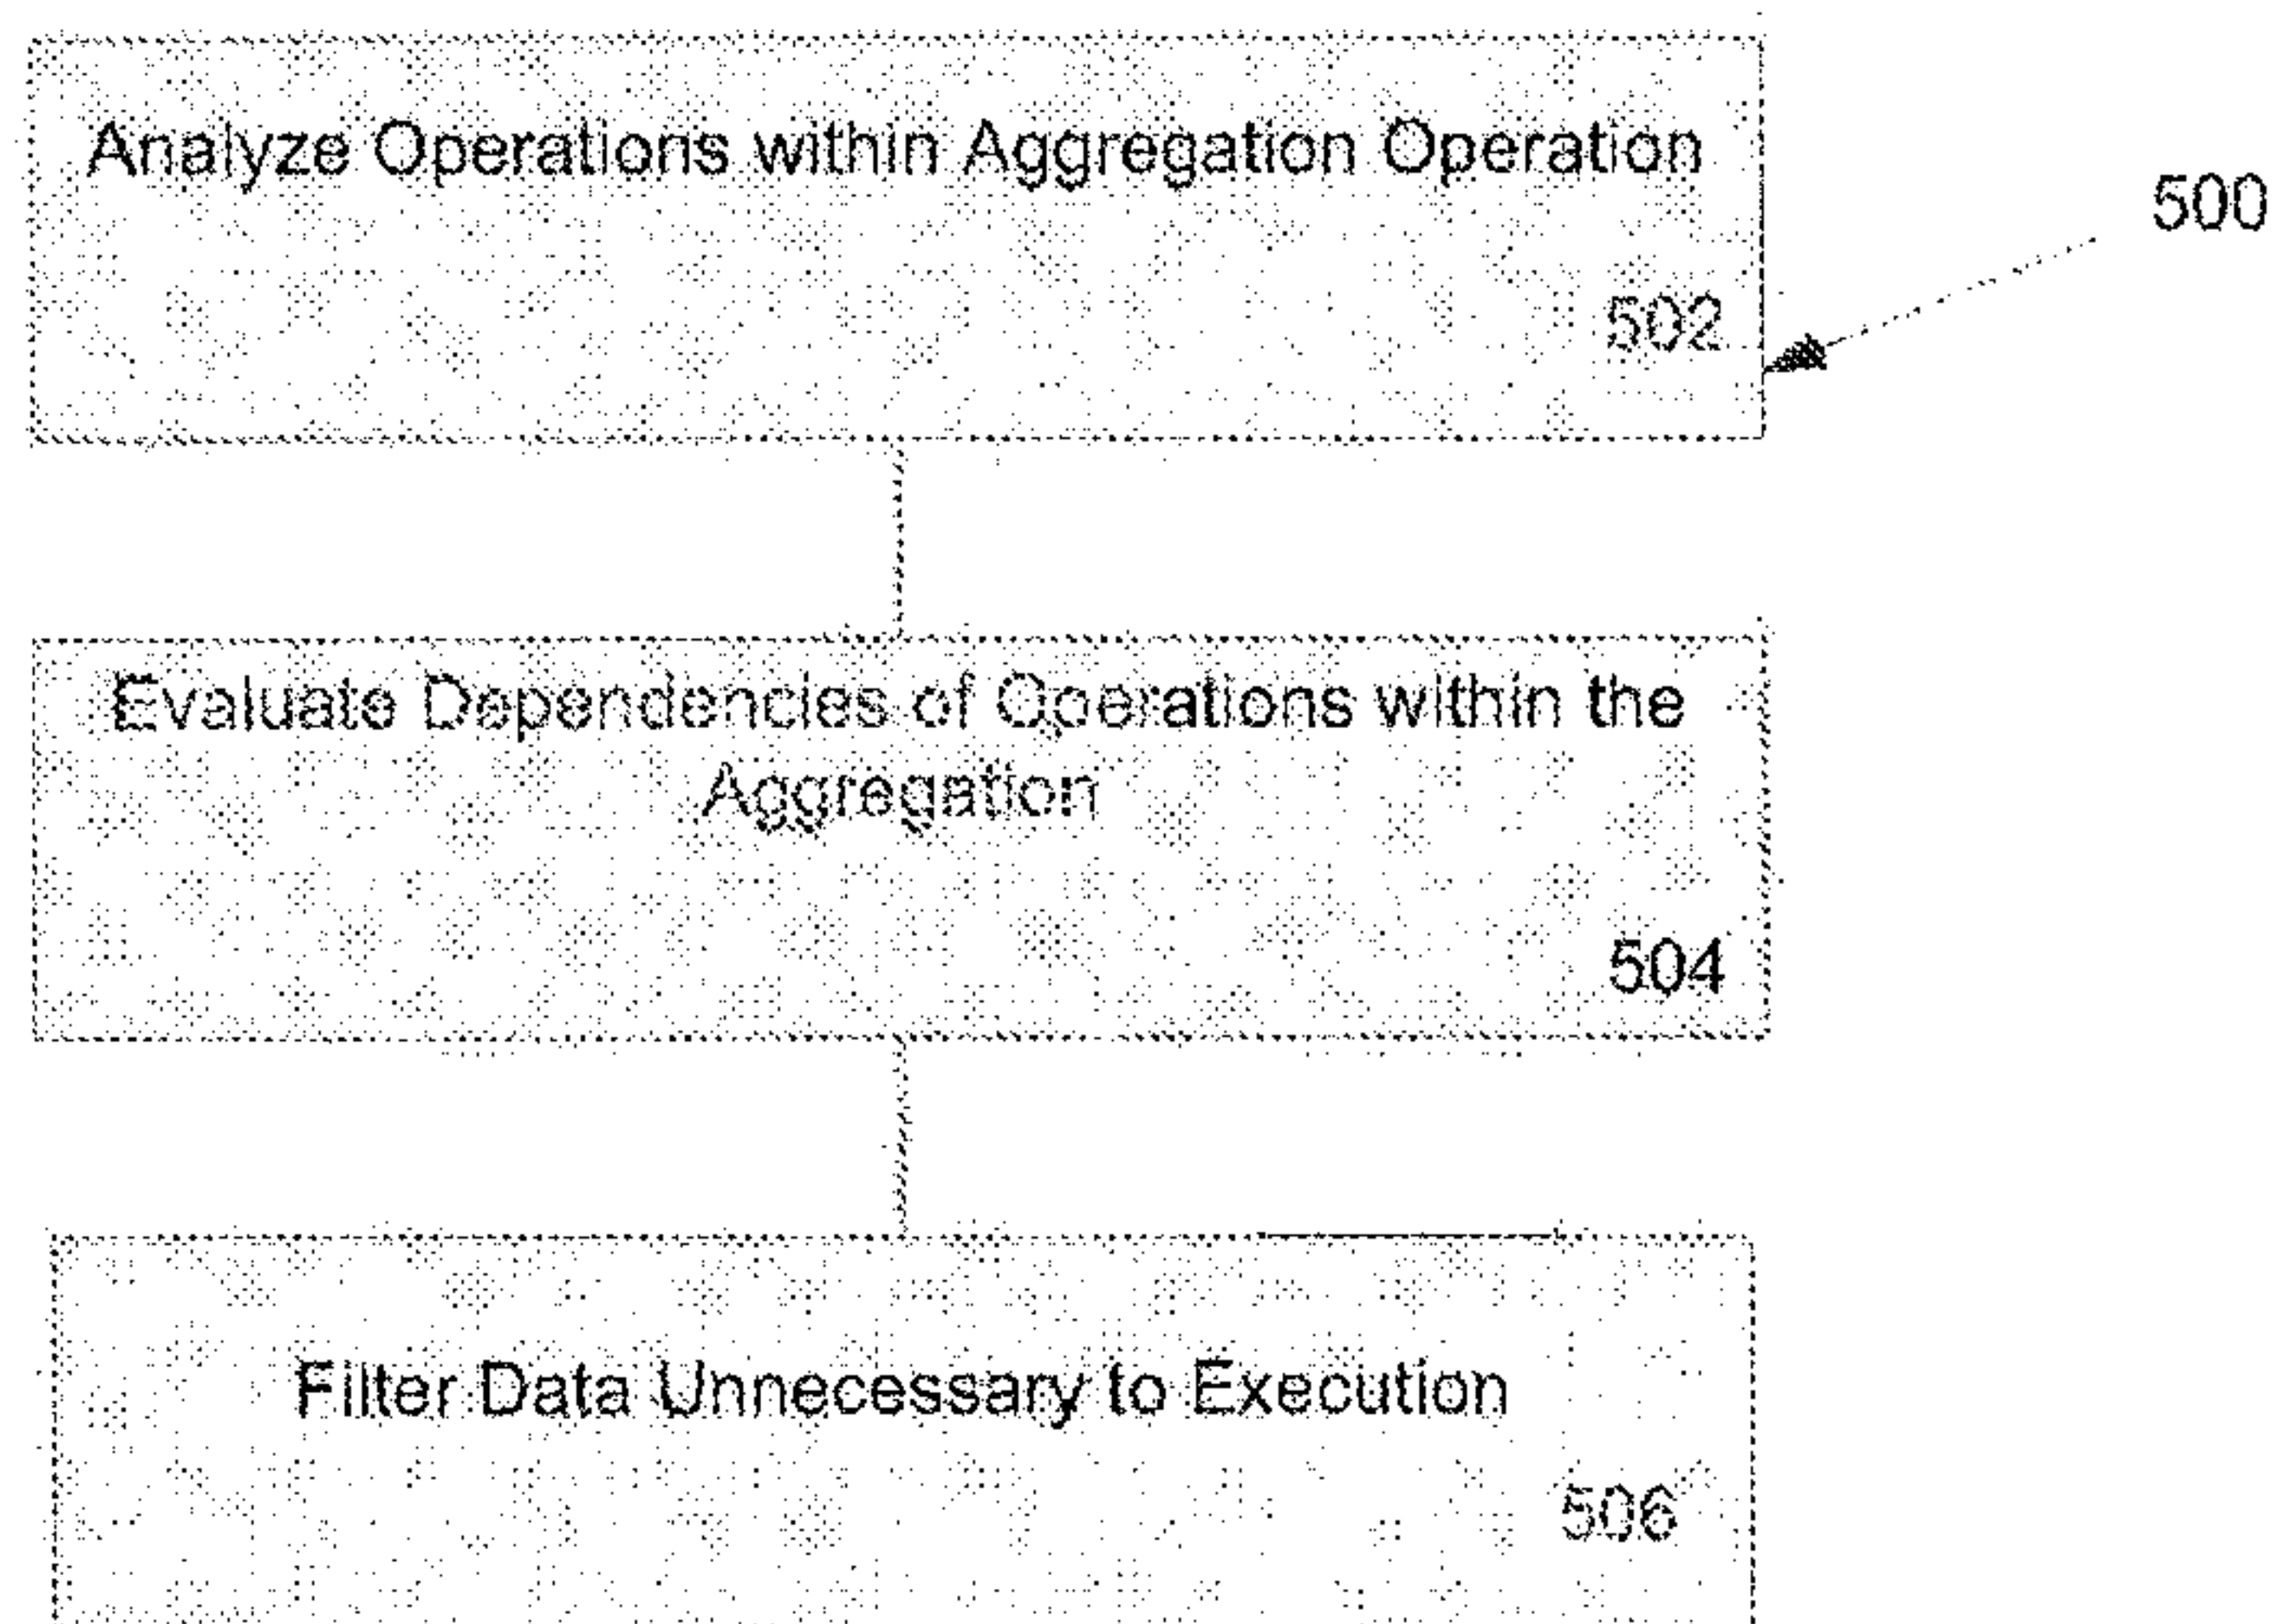 Analyze Operations within Aggregation Operation
500
502
Evaluate Dependencies of Operations within the
Aggregation
504
Filter Data Unnecessary to Execution
506